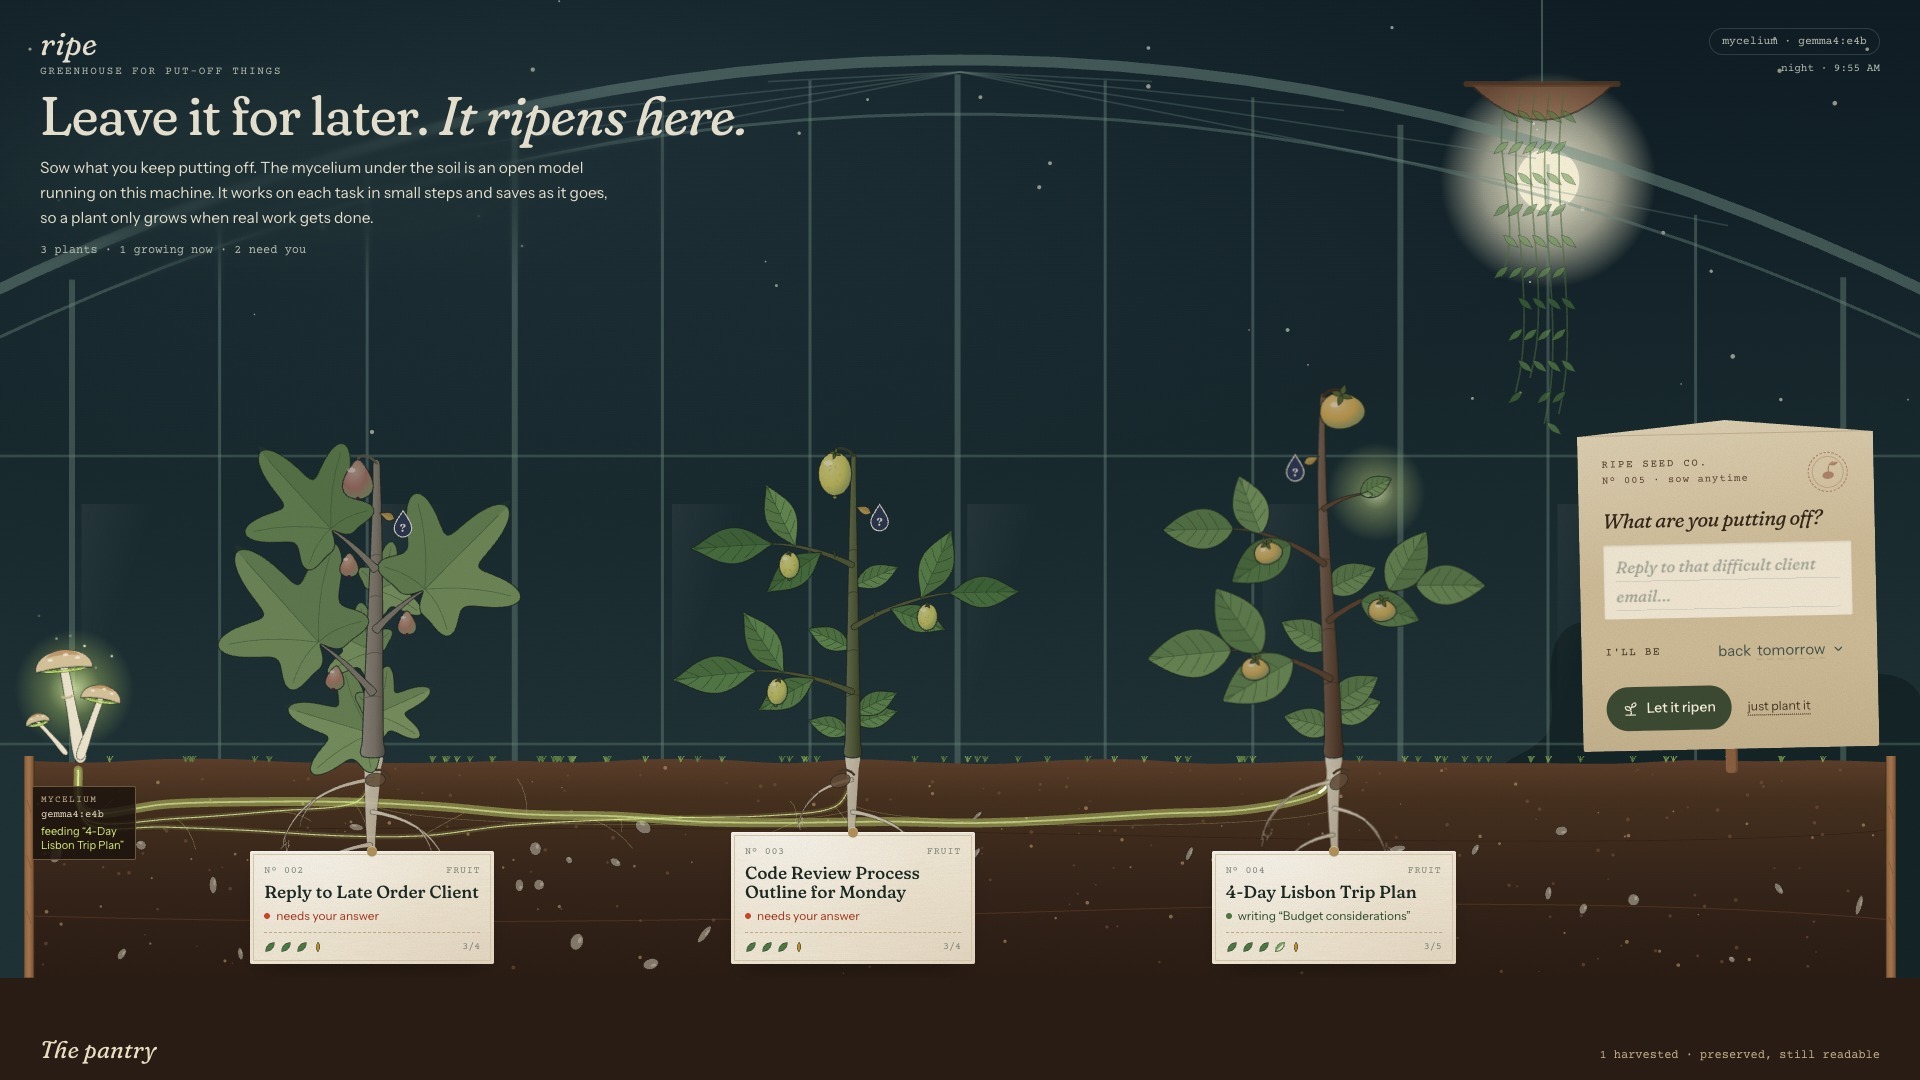 ripe
GREENHOUSE FOR PUT-OFF THINGS
Leave it for later. It ripens here.
Sow what you keep putting off. The mycelium under the soil is an open model
running on this machine. It works on each task in small steps and saves as it goes,
so a plant only grows when real work gets done.
3 plants · 1 growing now · 2 need you
mycelium · gemma4:e4b
night · 9:55 AM
?
?
?
RIPE SEED CO.
Nº 005 · sow anytime
What are you putting off?
Reply to that difficult client
email...
I'LL BE back tomorrow
Let it ripen just plant it
MYCELIUM
gemma4:e4b
feeding “4-Day
Lisbon Trip Plan”
Nº 002 FRUIT
Reply to Late Order Client
needs your answer
3/4
Nº 003 FRUIT
Code Review Process
Outline for Monday
needs your answer
3/4
Nº 004 FRUIT
4-Day Lisbon Trip Plan
writing “Budget considerations”
3/5
The pantry
1 harvested · preserved, still readable